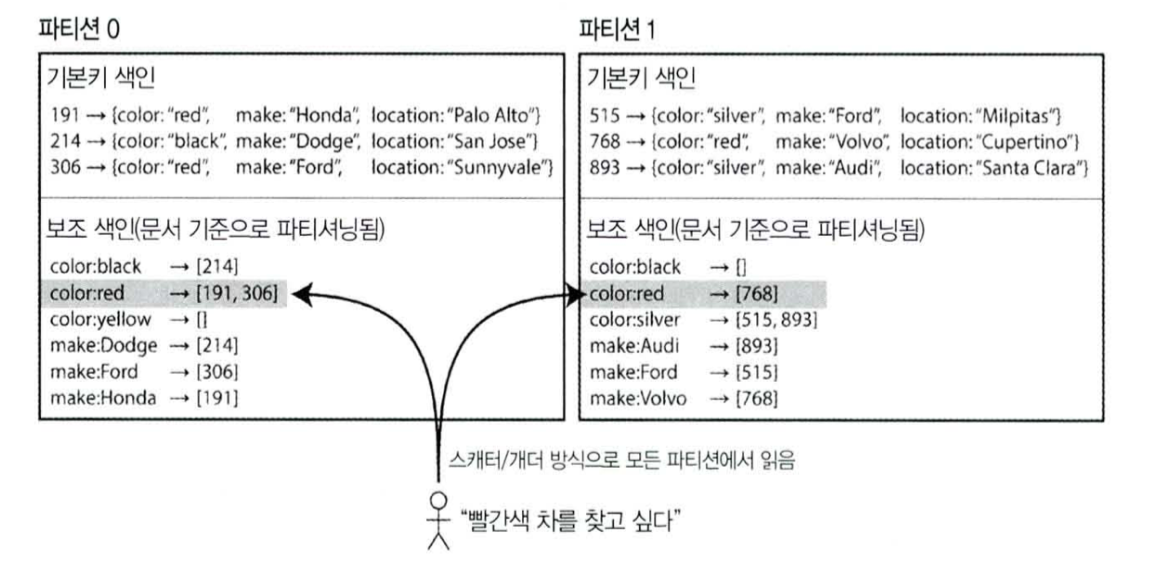 파티션 0
기본키 색인
191 → {color: "red", make: "Honda", location: "Palo Alto"}
214 → {color: "black", make: "Dodge", location: "San Jose"}
306 → {color: "red", make: "Ford", location: "Sunnyvale"}
보조 색인(문서 기준으로 파티셔닝됨)
color:black → [214]
color:red → [191, 306]
color:yellow → []
make:Dodge → [214]
make:Ford → [306]
make:Honda → [191]
파티션 1
기본키 색인
515 → {color: "silver", make: "Ford", location: "Milpitas"}
768 → {color: "red", make: "Volvo", location: "Cupertino"}
893 → {color: "silver", make: "Audi", location: "Santa Clara"}
보조 색인(문서 기준으로 파티셔닝됨)
color:black → []
color:red → [768]
color:silver → [515, 893]
make:Audi → [893]
make:Ford → [515]
make:Volvo → [768]
스캐터/개더 방식으로 모든 파티션에서 읽음
"빨간색 차를 찾고 싶다"